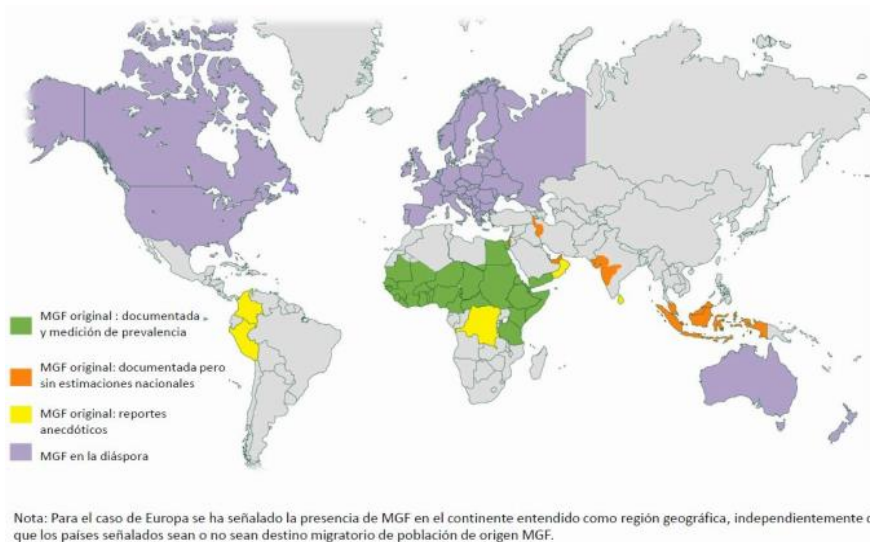 MGF original : documentada
y medición de prevalencia
MGF original: documentada pero
sin estimaciones nacionales
MGF original: reportes
anecdóticos
MGF en la diáspora
Nota: Para el caso de Europa se ha señalado la presencia de MGF en el continente entendido como región geográfica, independientemente
que los países señalados sean o no sean destino migratorio de población de origen MGF.